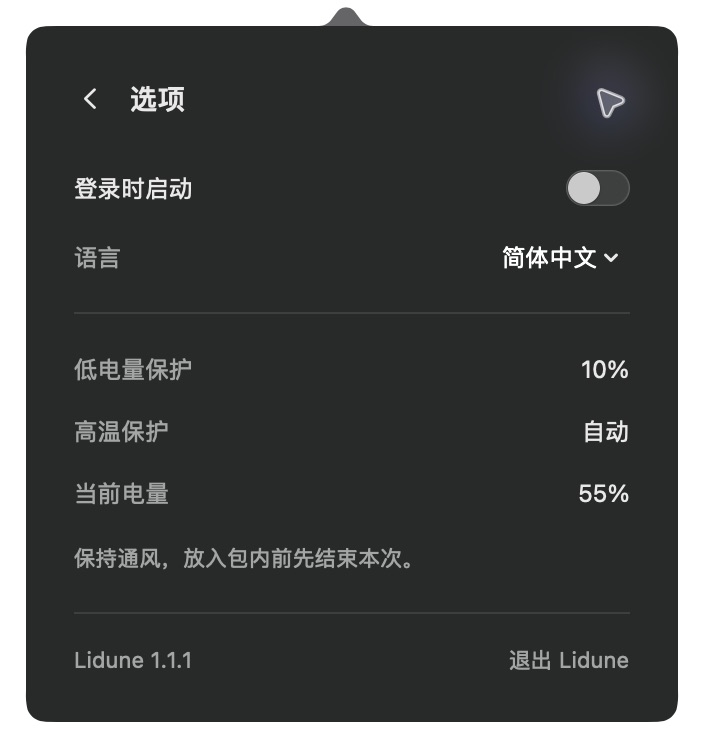 选项
登录时启动
语言 简体中文
低电量保护 10%
高温保护 自动
当前电量 55%
保持通风，放入包内前先结束本次。
Lidune 1.1.1 退出 Lidune